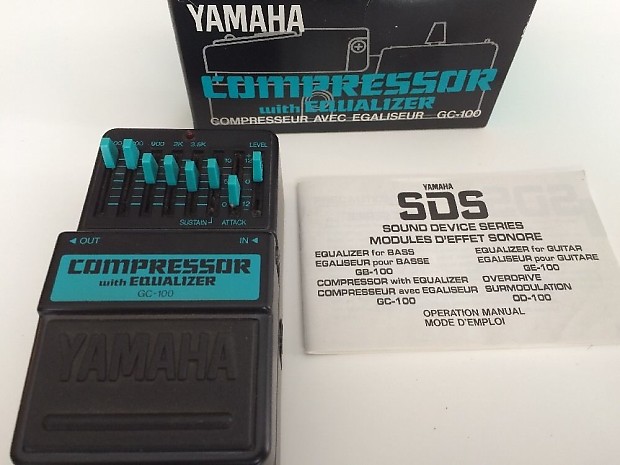 YAMAHA
COMPRESSOR
with EQUALIZER
COMPRESSEUR AVEC EGALISEUR GC-100
900 2K 3.5K LEVEL
SUSTAIN ATTACK
OUT IN
COMPRESSOR
with EQUALIZER
GC-100
YAMAHA
YAMAHA
SDS
SOUND DEVICE SERIES
MODULES D'EFFET SONORE
EQUALIZER for BASS EQUALIZER for GUITAR
EGALISEUR pour BASSE EGALISEUR pour GUITARE
GB-100 GE-100
COMPRESSOR with EQUALIZER OVERDRIVE
COMPRESSEUR avec EGALISEUR SURMODULATION
GC-100 OD-100
OPERATION MANUAL
MODE D'EMPLOI